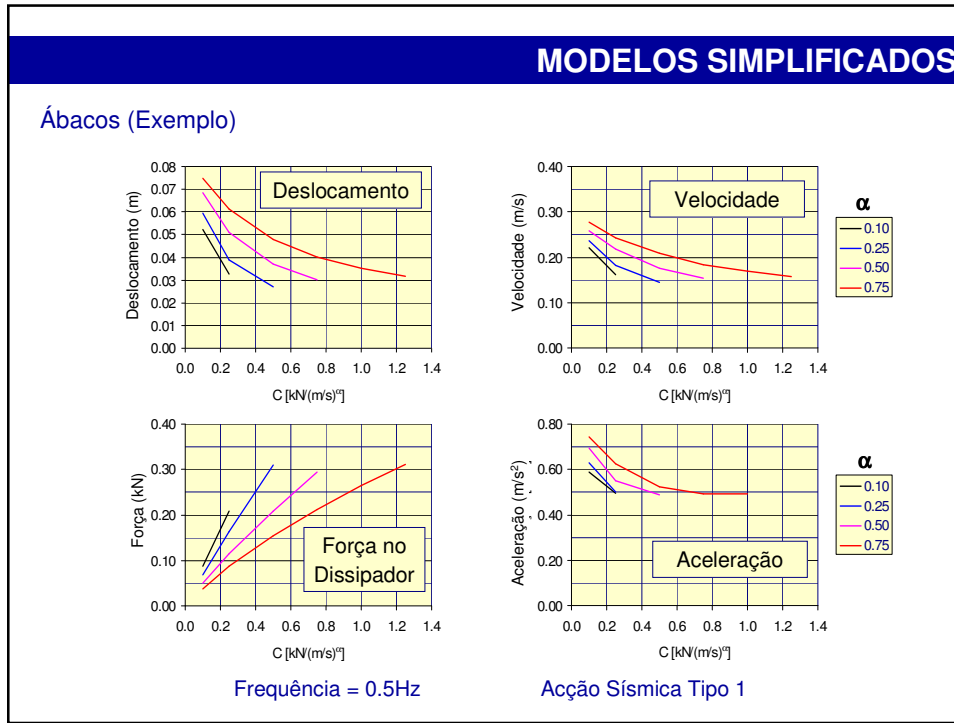 MODELOS SIMPLIFICADOS
Ábacos (Exemplo)
Deslocamento
Deslocamento (m)
0.08
0.07
0.06
0.05
0.04
0.03
0.02
0.01
0.00
0.0 0.2 0.4 0.6 0.8 1.0 1.2 1.4
C [kN/(m/s)^α]
Velocidade
Velocidade (m/s)
0.40
0.30
0.20
0.10
0.00
0.0 0.2 0.4 0.6 0.8 1.0 1.2 1.4
C [kN/(m/s)^α]
α
0.10
0.25
0.50
0.75
Força no
Dissipador
Força (kN)
0.40
0.30
0.20
0.10
0.00
0.0 0.2 0.4 0.6 0.8 1.0 1.2 1.4
C [kN/(m/s)^α]
Aceleração
Aceleração (m/s²)
0.80
0.60
0.40
0.20
0.00
0.0 0.2 0.4 0.6 0.8 1.0 1.2 1.4
C [kN/(m/s)^α]
α
0.10
0.25
0.50
0.75
Frequência = 0.5Hz
Acção Sísmica Tipo 1